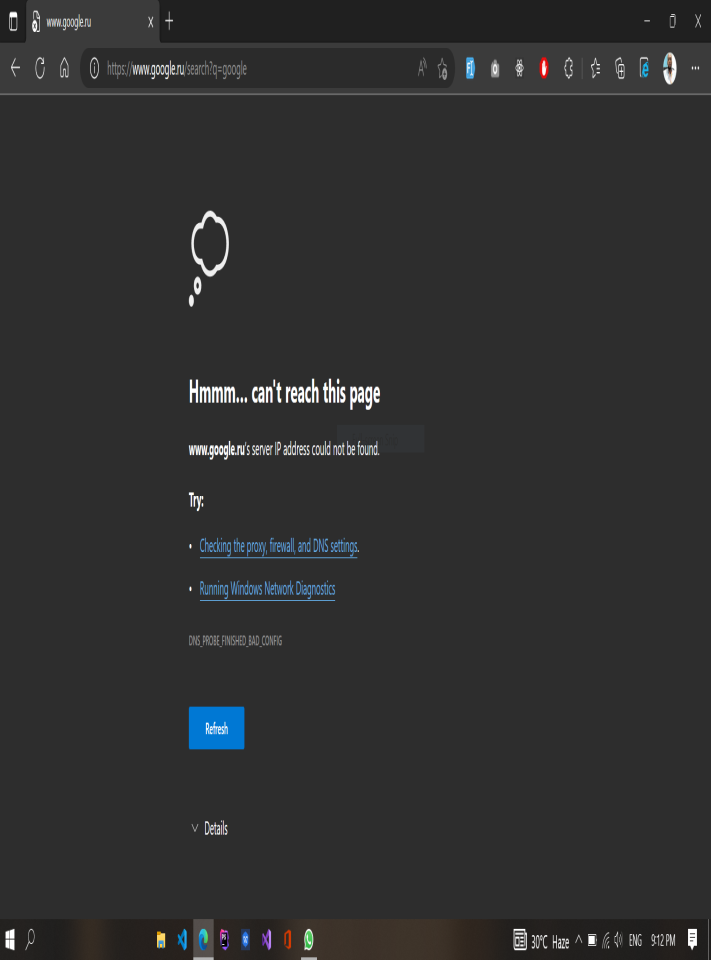 www.google.ru
https://www.google.ru/search?q=google
Hmmm... can't reach this page
www.google.ru's server IP address could not be found.
Try:
• Checking the proxy, firewall, and DNS settings.
• Running Windows Network Diagnostics
DNS_PROBE_FINISHED_BAD_CONFIG
Refresh
Details
30°C Haze ENG 9:12 PM